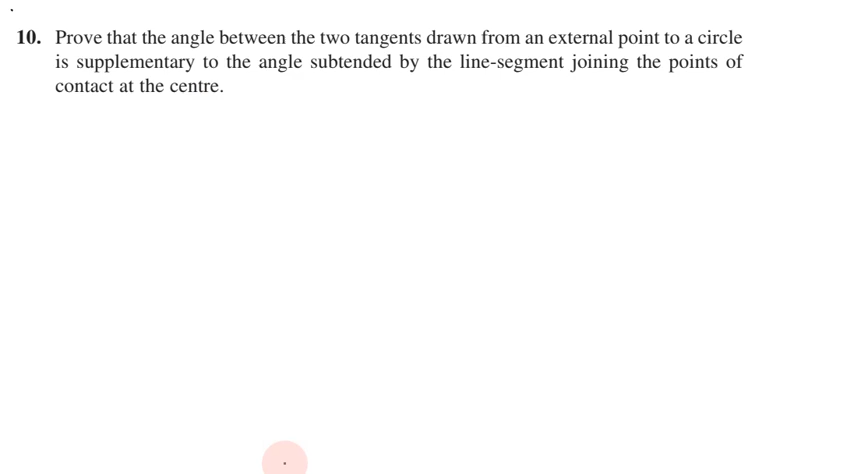 10. Prove that the angle between the two tangents drawn from an external point to a circle
is supplementary to the angle subtended by the line-segment joining the points of
contact at the centre.